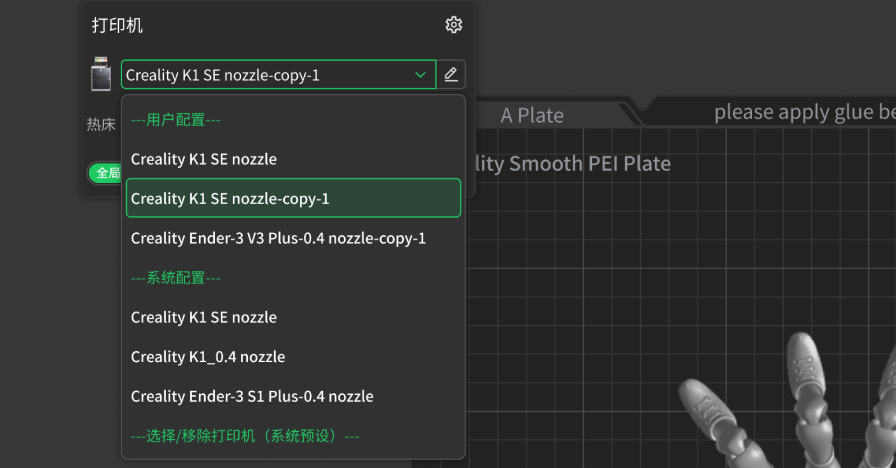 打印机
Creality K1 SE nozzle-copy-1
---用户配置---
A Plate
please apply glue be
热床
Creality K1 SE nozzle
lity Smooth PEI Plate
全局
Creality K1 SE nozzle-copy-1
Creality Ender-3 V3 Plus-0.4 nozzle-copy-1
---系统配置---
Creality K1 SE nozzle
Creality K1_0.4 nozzle
Creality Ender-3 S1 Plus-0.4 nozzle
---选择/移除打印机（系统预设）---